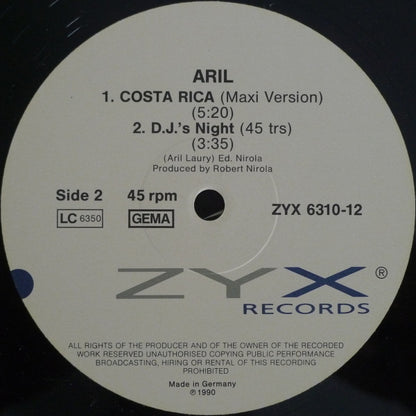 ARIL
1. COSTA RICA (Maxi Version)
(5:20)
2. D.J.'s Night (45 trs)
(3:35)
(Aril Laury) Ed. Nirola
Produced by Robert Nirola
Side 2 45 rpm
LC 6350 GEMA ZYX 6310-12
ZYX ®
RECORDS
ALL RIGHTS OF THE PRODUCER AND OF THE OWNER OF THE RECORDED
WORK RESERVED UNAUTHORISED COPYING PUBLIC PERFORMANCE
BROADCASTING, HIRING OR RENTAL OF THIS RECORDING
PROHIBITED
Made in Germany
℗ 1990